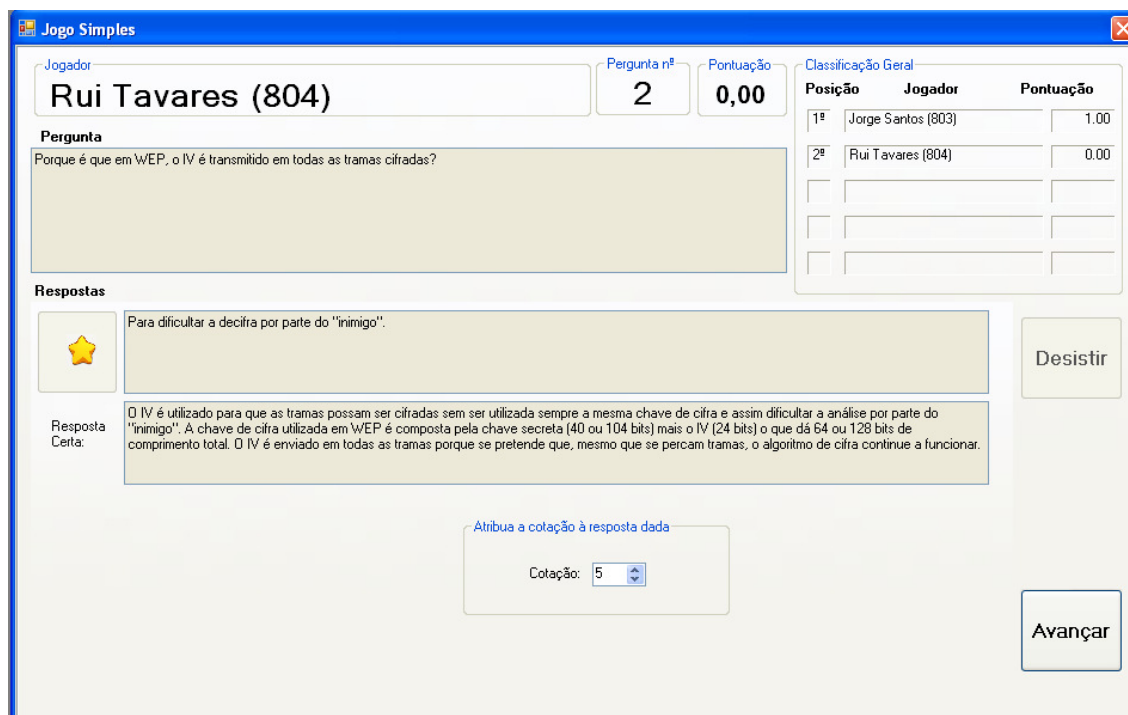 Jogo Simples
Jogador
Rui Tavares (804)
Pergunta nº
2
Pontuação
0,00
Classificação Geral
Posição Jogador Pontuação
1º Jorge Santos (803) 1.00
2º Rui Tavares (804) 0.00
Pergunta
Porque é que em WEP, o IV é transmitido em todas as tramas cifradas?
Respostas
Para dificultar a decifra por parte do "inimigo".
Desistir
Resposta
Certa:
O IV é utilizado para que as tramas possam ser cifradas sem ser utilizada sempre a mesma chave de cifra e assim dificultar a análise por parte do
"inimigo". A chave de cifra utilizada em WEP é composta pela chave secreta (40 ou 104 bits) mais o IV (24 bits) o que dá 64 ou 128 bits de
comprimento total. O IV é enviado em todas as tramas porque se pretende que, mesmo que se percam tramas, o algoritmo de cifra continue a funcionar.
Atribua a cotação à resposta dada
Cotação: 5
Avançar